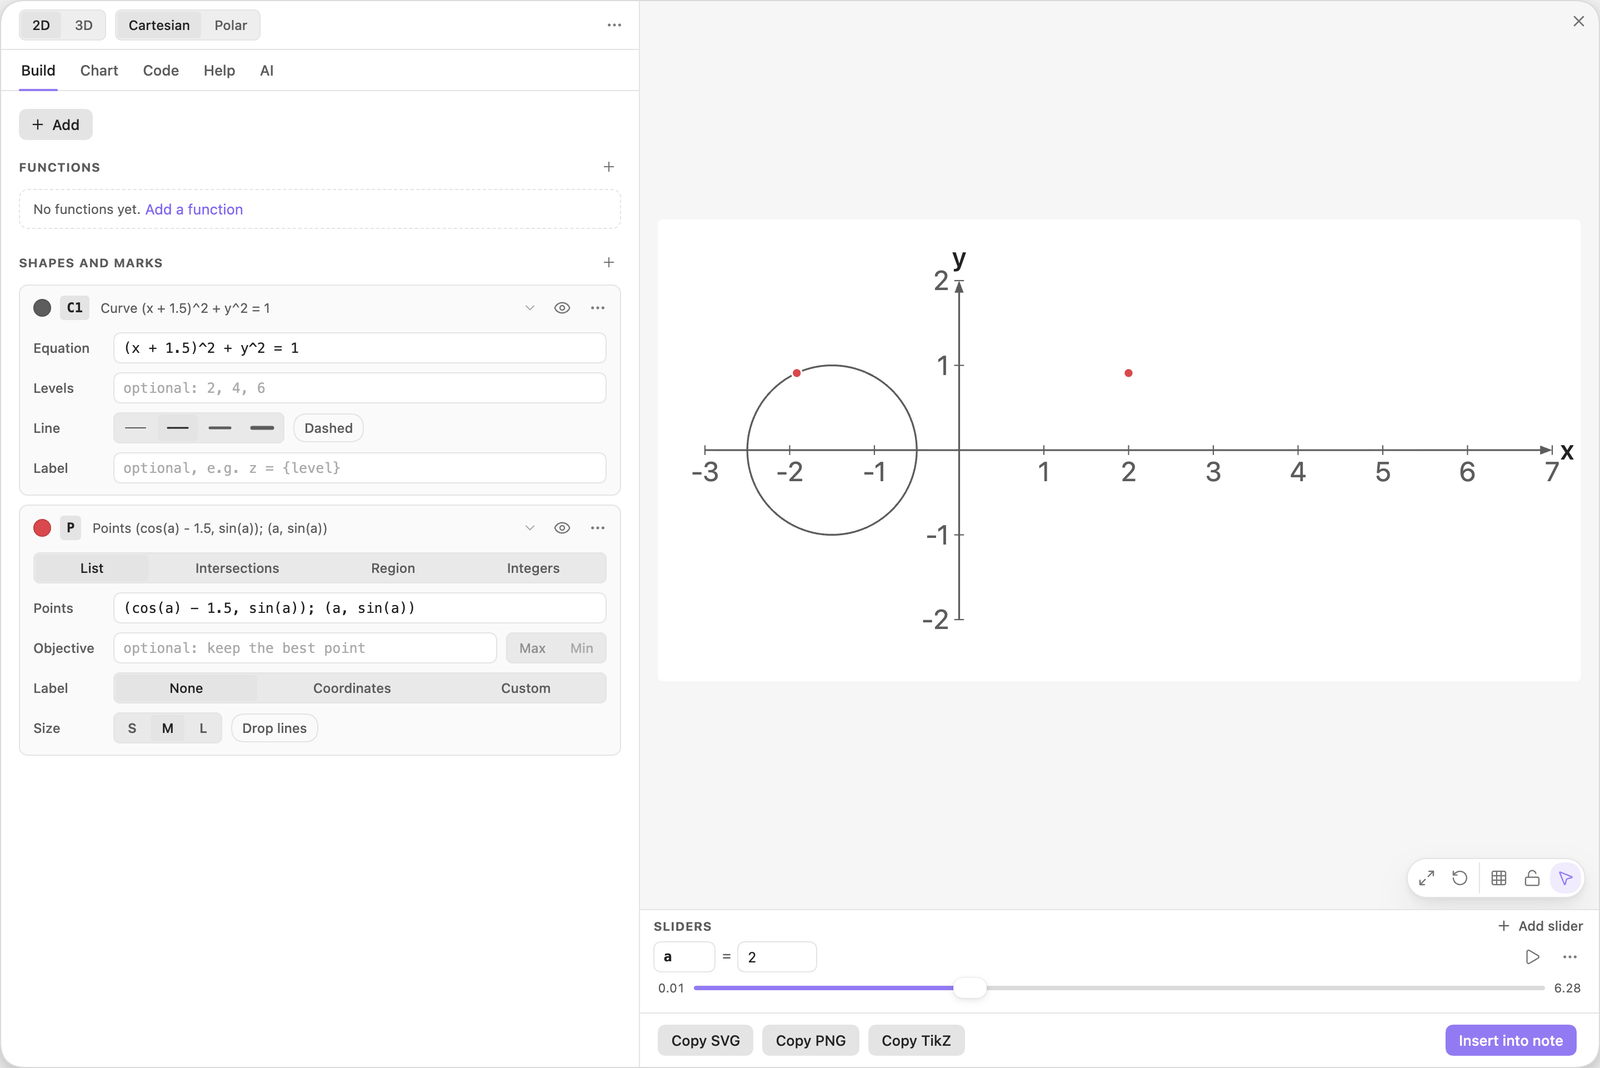 2D 3D Cartesian Polar
Build Chart Code Help AI
+ Add
FUNCTIONS
No functions yet. Add a function
SHAPES AND MARKS
C1 Curve (x + 1.5)^2 + y^2 = 1
Equation (x + 1.5)^2 + y^2 = 1
Levels optional: 2, 4, 6
Line Dashed
Label optional, e.g. z = {level}
P Points (cos(a) - 1.5, sin(a)); (a, sin(a))
List Intersections Region Integers
Points (cos(a) − 1.5, sin(a)); (a, sin(a))
Objective optional: keep the best point Max Min
Label None Coordinates Custom
Size S M L Drop lines
y
2
1
x
-3 -2 -1 1 2 3 4 5 6 7
-1
-2
SLIDERS + Add slider
a = 2
0.01 6.28
Copy SVG Copy PNG Copy TikZ Insert into note